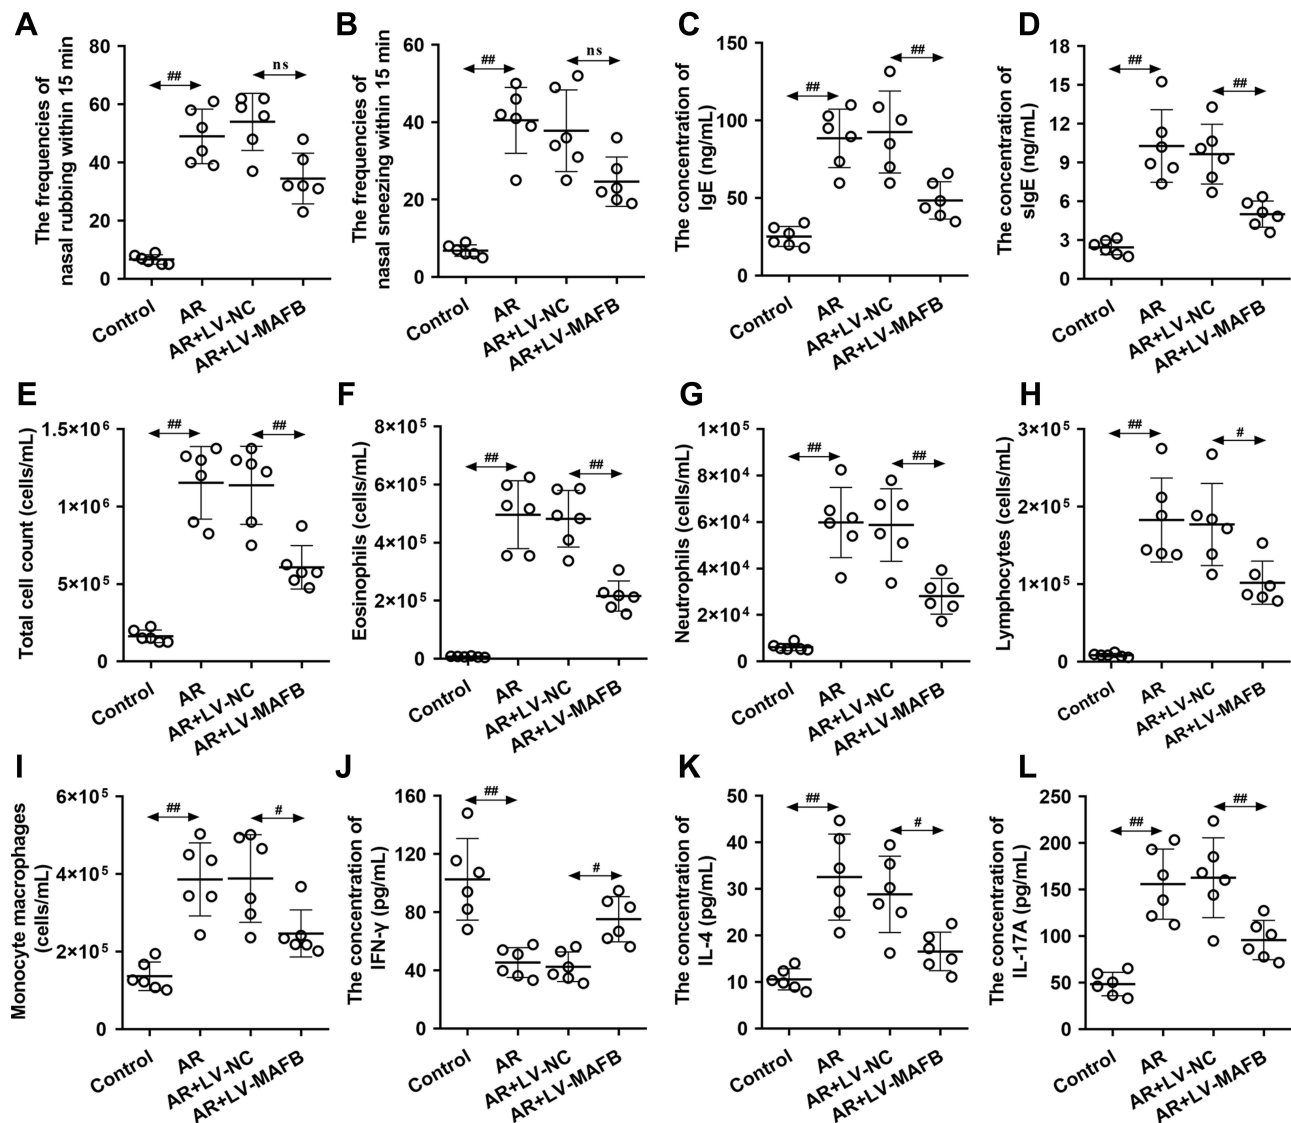 A
The frequencies of
nasal rubbing within 15 min
80
60
40
20
0
##
ns
Control
AR
AR+LV-NC
AR+LV-MAFB
B
The frequencies of
nasal sneezing within 15 min
60
40
20
0
##
ns
Control
AR
AR+LV-NC
AR+LV-MAFB
C
The concentration of
IgE (ng/mL)
150
100
50
0
##
##
Control
AR
AR+LV-NC
AR+LV-MAFB
D
The concentration of
sIgE (ng/mL)
18
15
12
9
6
3
0
##
##
Control
AR
AR+LV-NC
AR+LV-MAFB
E
Total cell count (cells/mL)
1.5×10⁶
1×10⁶
5×10⁵
0
##
##
Control
AR
AR+LV-NC
AR+LV-MAFB
F
Eosinophils (cells/mL)
8×10⁵
6×10⁵
4×10⁵
2×10⁵
0
##
##
Control
AR
AR+LV-NC
AR+LV-MAFB
G
Neutrophils (cells/mL)
1×10⁵
8×10⁴
6×10⁴
4×10⁴
2×10⁴
0
##
##
Control
AR
AR+LV-NC
AR+LV-MAFB
H
Lymphocytes (cells/mL)
3×10⁵
2×10⁵
1×10⁵
0
##
#
Control
AR
AR+LV-NC
AR+LV-MAFB
I
Monocyte macrophages
(cells/mL)
6×10⁵
4×10⁵
2×10⁵
0
##
#
Control
AR
AR+LV-NC
AR+LV-MAFB
J
The concentration of
IFN-γ (pg/mL)
160
120
80
40
0
##
#
Control
AR
AR+LV-NC
AR+LV-MAFB
K
The concentration of
IL-4 (pg/mL)
50
40
30
20
10
0
##
#
Control
AR
AR+LV-NC
AR+LV-MAFB
L
The concentration of
IL-17A (pg/mL)
250
200
150
100
50
0
##
##
Control
AR
AR+LV-NC
AR+LV-MAFB